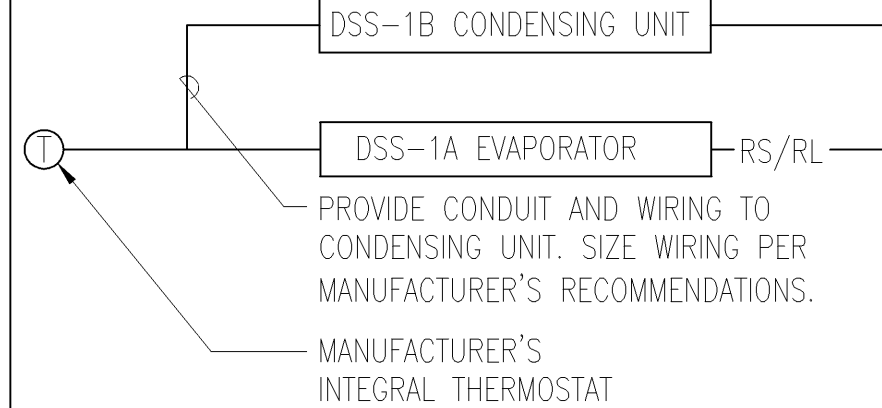 DSS-1B CONDENSING UNIT
T
DSS-1A EVAPORATOR
RS/RL
PROVIDE CONDUIT AND WIRING TO
CONDENSING UNIT. SIZE WIRING PER
MANUFACTURER'S RECOMMENDATIONS.
MANUFACTURER'S
INTEGRAL THERMOSTAT